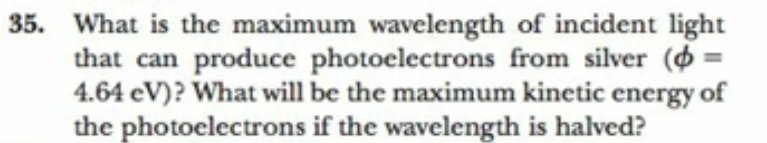 35. What is the maximum wavelength of incident light
that can produce photoelectrons from silver (ϕ =
4.64 eV)? What will be the maximum kinetic energy of
the photoelectrons if the wavelength is halved?